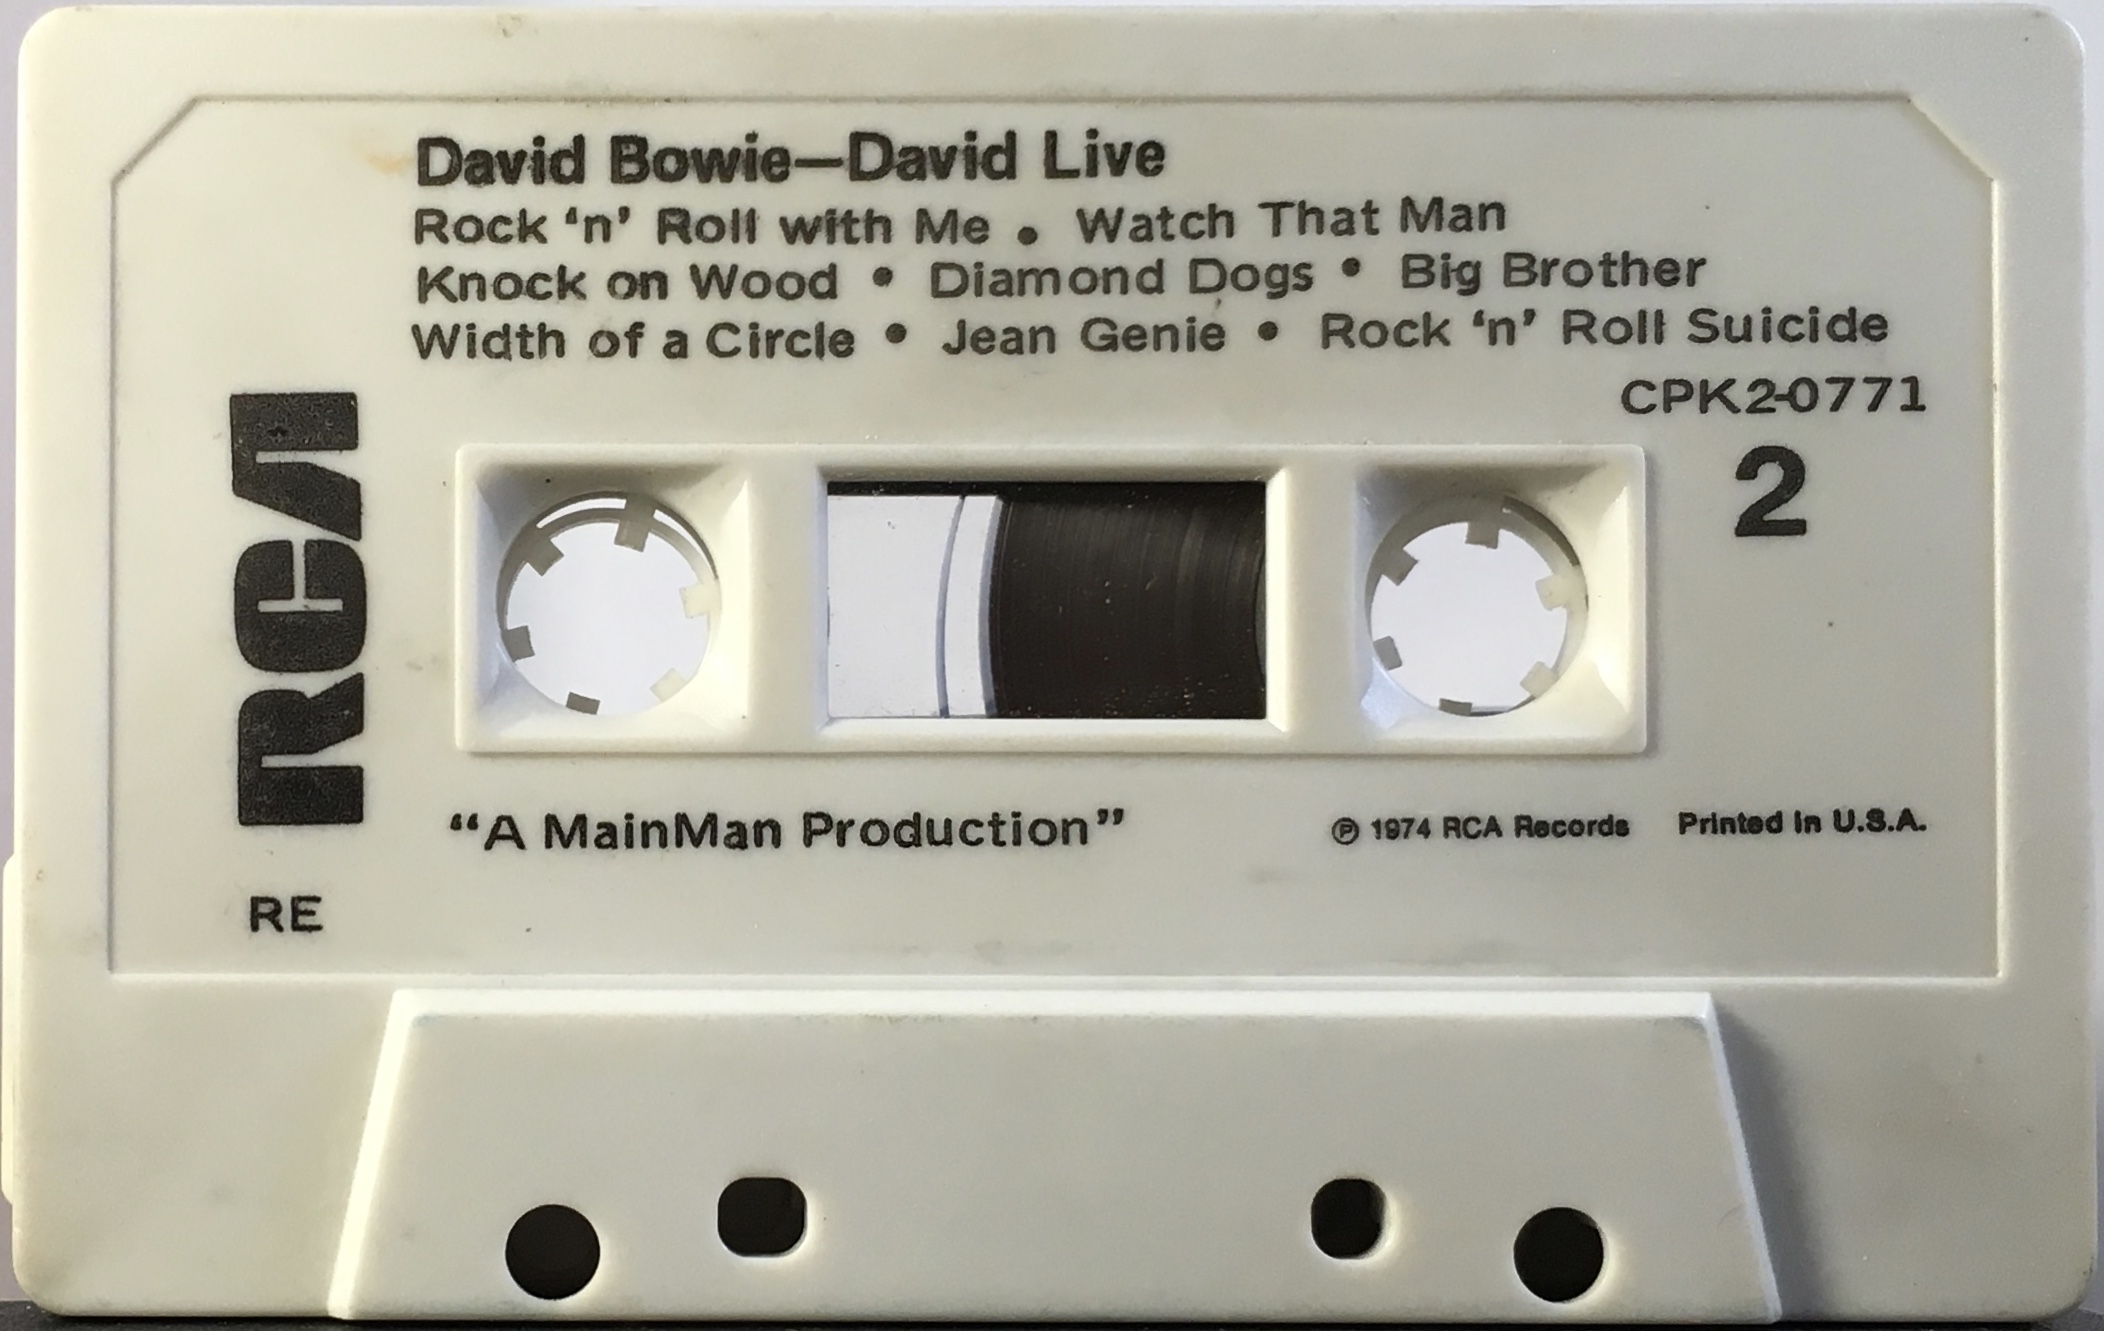 David Bowie—David Live
Rock ‘n’ Roll with Me • Watch That Man
Knock on Wood • Diamond Dogs • Big Brother
Width of a Circle • Jean Genie • Rock ‘n’ Roll Suicide
CPK2-0771
2
RCA
“A MainMan Production”
℗ 1974 RCA Records Printed in U.S.A.
RE